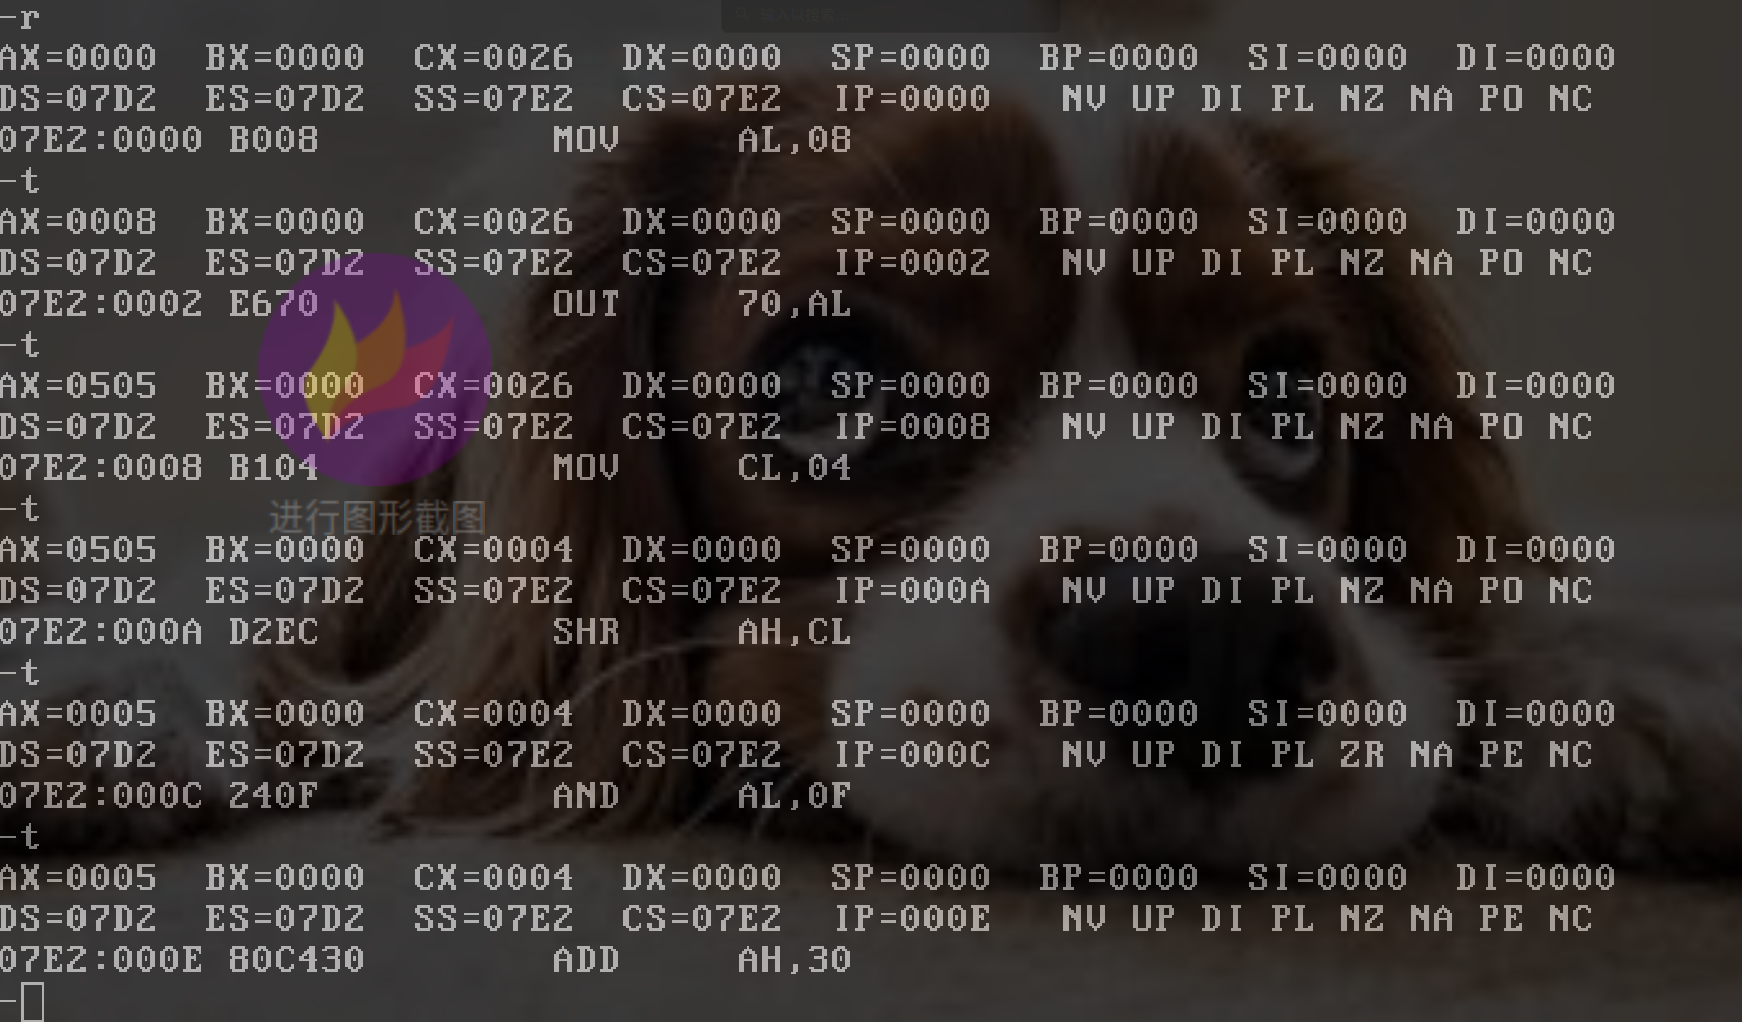 -r
AX=0000 BX=0000 CX=0026 DX=0000 SP=0000 BP=0000 SI=0000 DI=0000
DS=07D2 ES=07D2 SS=07E2 CS=07E2 IP=0000 NV UP DI PL NZ NA PO NC
07E2:0000 B008 MOV AL,08
-t
AX=0008 BX=0000 CX=0026 DX=0000 SP=0000 BP=0000 SI=0000 DI=0000
DS=07D2 ES=07D2 SS=07E2 CS=07E2 IP=0002 NV UP DI PL NZ NA PO NC
07E2:0002 E670 OUT 70,AL
-t
AX=0505 BX=0000 CX=0026 DX=0000 SP=0000 BP=0000 SI=0000 DI=0000
DS=07D2 ES=07D2 SS=07E2 CS=07E2 IP=0008 NV UP DI PL NZ NA PO NC
07E2:0008 B104 MOV CL,04
-t
进行图形截图
AX=0505 BX=0000 CX=0004 DX=0000 SP=0000 BP=0000 SI=0000 DI=0000
DS=07D2 ES=07D2 SS=07E2 CS=07E2 IP=000A NV UP DI PL NZ NA PO NC
07E2:000A D2EC SHR AH,CL
-t
AX=0005 BX=0000 CX=0004 DX=0000 SP=0000 BP=0000 SI=0000 DI=0000
DS=07D2 ES=07D2 SS=07E2 CS=07E2 IP=000C NV UP DI PL ZR NA PE NC
07E2:000C 240F AND AL,0F
-t
AX=0005 BX=0000 CX=0004 DX=0000 SP=0000 BP=0000 SI=0000 DI=0000
DS=07D2 ES=07D2 SS=07E2 CS=07E2 IP=000E NV UP DI PL NZ NA PE NC
07E2:000E 80C430 ADD AH,30
-